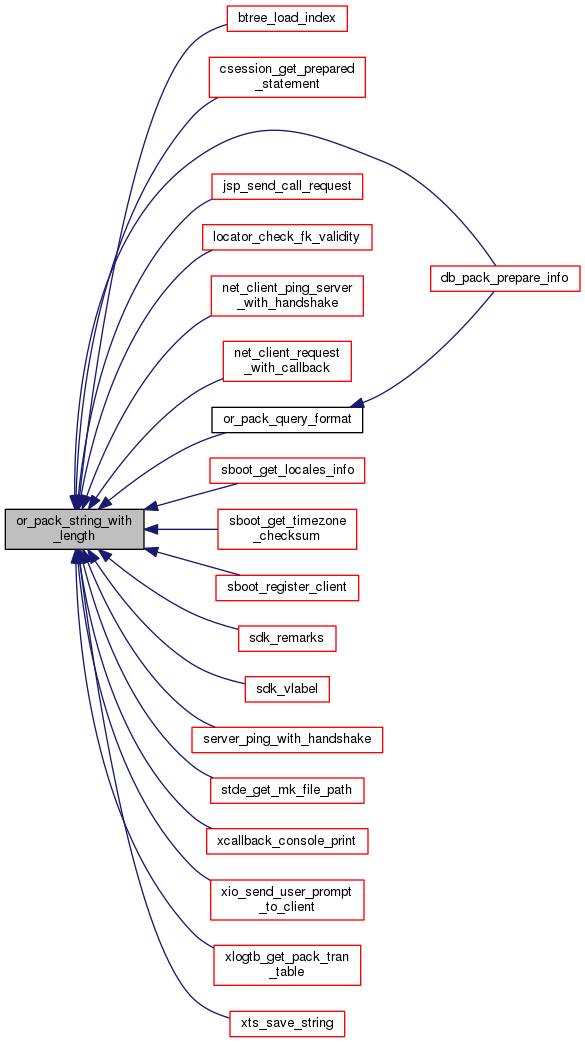 btree_load_index
csession_get_prepared
_statement
jsp_send_call_request
locator_check_fk_validity
db_pack_prepare_info
net_client_ping_server
_with_handshake
net_client_request
_with_callback
or_pack_query_format
sboot_get_locales_info
or_pack_string_with
_length
sboot_get_timezone
_checksum
sboot_register_client
sdk_remarks
sdk_vlabel
server_ping_with_handshake
stde_get_mk_file_path
xcallback_console_print
xio_send_user_prompt
_to_client
xlogtb_get_pack_tran
_table
xts_save_string